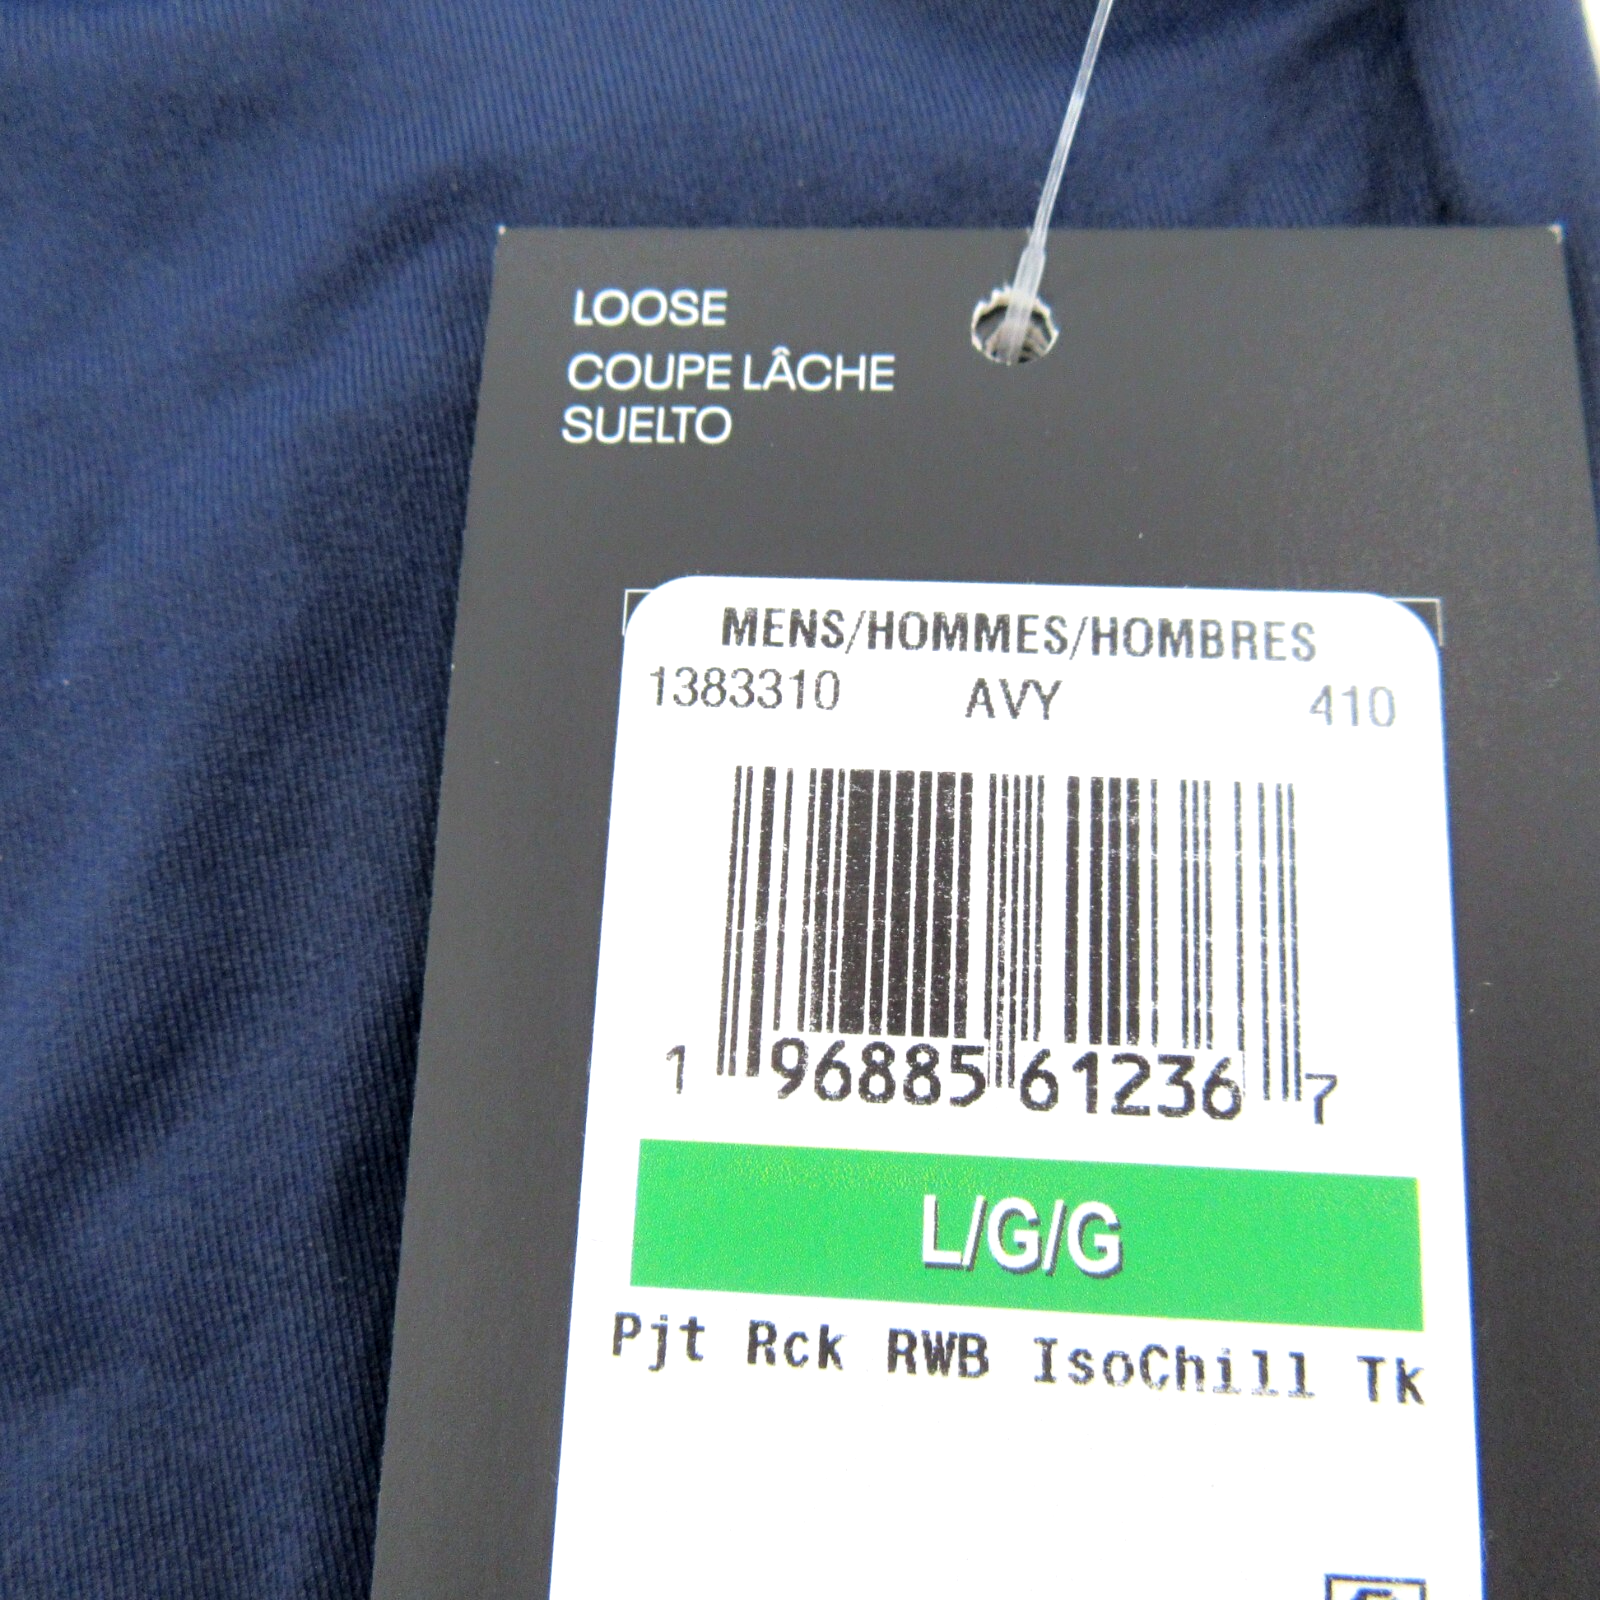 LOOSE
COUPE LÂCHE
SUELTO
MENS/HOMMES/HOMBRES
1383310 AVY 410
1 96885 61236 7
L/G/G
Pjt Rck RWB IsoChill Tk